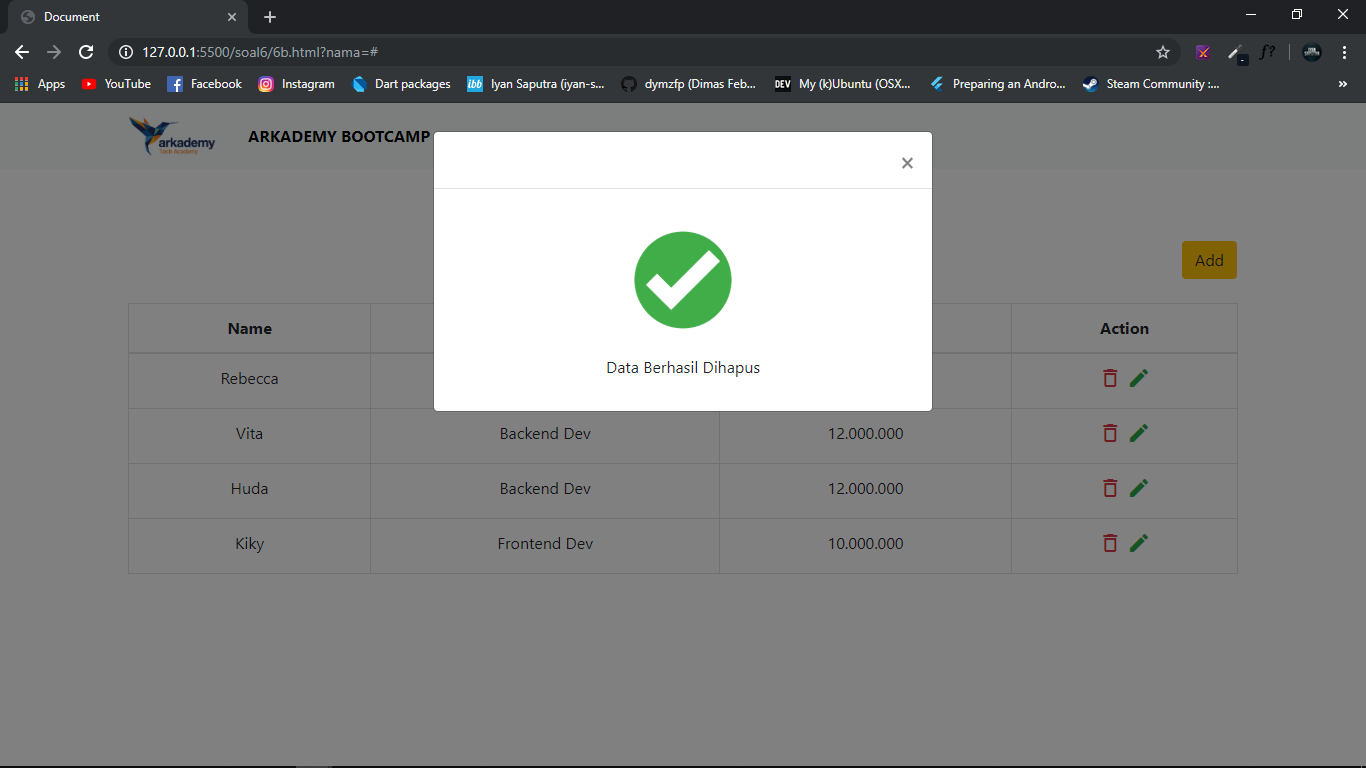 Document
127.0.0.1:5500/soal6/6b.html?nama=#
f?
Apps YouTube Facebook Instagram Dart packages ibb Iyan Saputra (iyan-s... dymzfp (Dimas Feb... DEV My (k)Ubuntu (OSX... Preparing an Andro... Steam Community :... »
arkademy
Tech Academy
ARKADEMY BOOTCAMP
×
Data Berhasil Dihapus
Add
Name Action
Rebecca
Vita Backend Dev 12.000.000
Huda Backend Dev 12.000.000
Kiky Frontend Dev 10.000.000